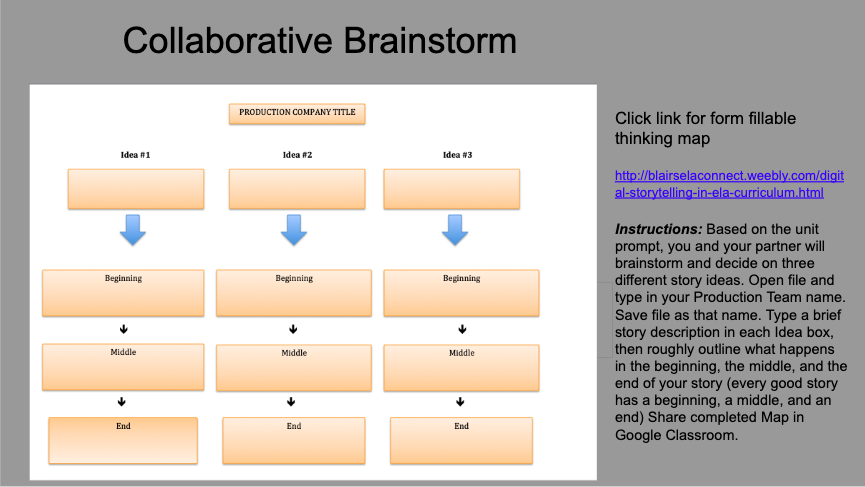 Collaborative Brainstorm
PRODUCTION COMPANY TITLE
Idea #1
Idea #2
Idea #3
Beginning
Beginning
Beginning
Middle
Middle
Middle
End
End
End
Click link for form fillable
thinking map
http://blairselaconnect.weebly.com/digit
al-storytelling-in-ela-curriculum.html
Instructions: Based on the unit
prompt, you and your partner will
brainstorm and decide on three
different story ideas. Open file and
type in your Production Team name.
Save file as that name. Type a brief
story description in each Idea box,
then roughly outline what happens
in the beginning, the middle, and the
end of your story (every good story
has a beginning, a middle, and an
end) Share completed Map in
Google Classroom.